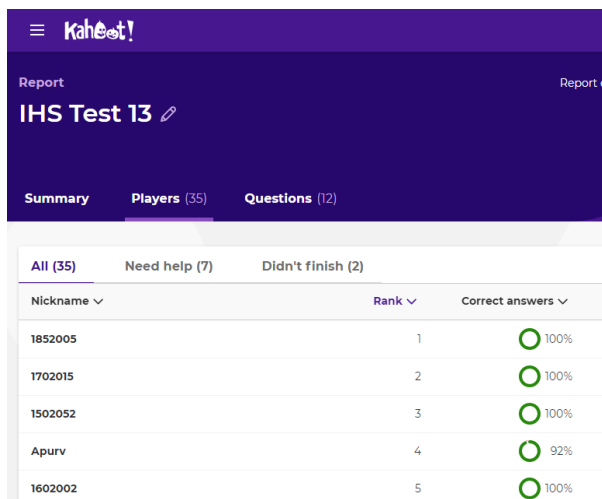 Kahoot!
Report
Report
IHS Test 13
Summary Players (35) Questions (12)
All (35) Need help (7) Didn't finish (2)
Nickname Rank Correct answers
1852005 1 100%
1702015 2 100%
1502052 3 100%
Apurv 4 92%
1602002 5 100%